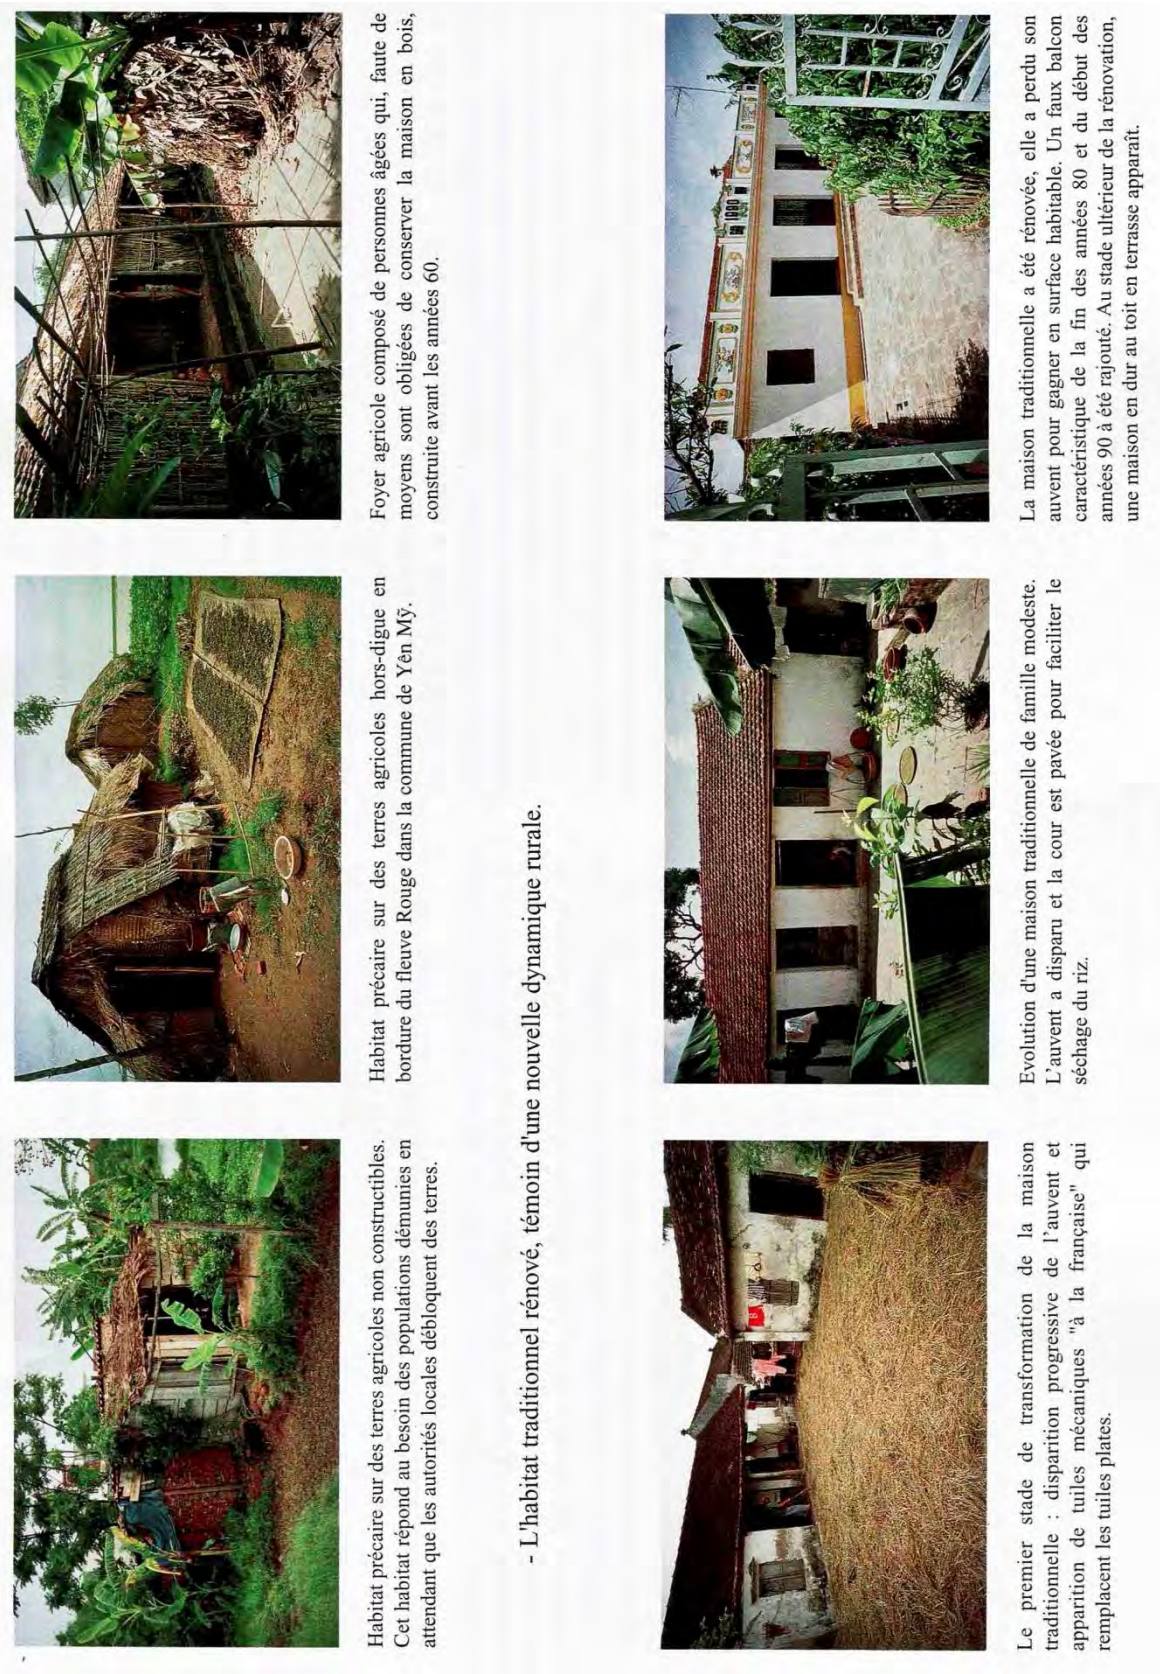 Habitat précaire sur des terres agricoles non constructibles.
Cet habitat répond au besoin des populations démunies en
attendant que les autorités locales débloquent des terres.
Habitat précaire sur des terres agricoles hors-digue en
bordure du fleuve Rouge dans la commune de Yên Mỹ.
Foyer agricole composé de personnes âgées qui, faute de
moyens sont obligées de conserver la maison en bois,
construite avant les années 60.
- L'habitat traditionnel rénové, témoin d'une nouvelle dynamique rurale.
Le premier stade de transformation de la maison
traditionnelle : disparition progressive de l'auvent et
apparition de tuiles mécaniques "à la française" qui
remplacent les tuiles plates.
Evolution d'une maison traditionnelle de famille modeste.
L'auvent a disparu et la cour est pavée pour faciliter le
séchage du riz.
La maison traditionnelle a été rénovée, elle a perdu son
auvent pour gagner en surface habitable. Un faux balcon
caractéristique de la fin des années 80 et du début des
années 90 à été rajouté. Au stade ultérieur de la rénovation,
une maison en dur au toit en terrasse apparaît.